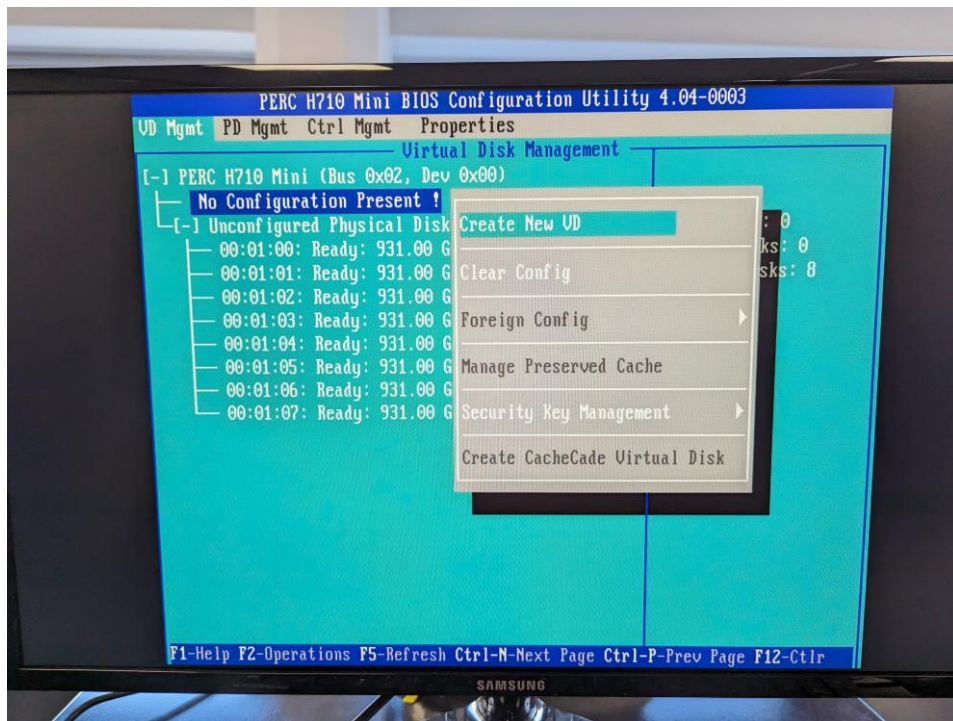 PERC H710 Mini BIOS Configuration Utility 4.04-0003
VD Mgmt PD Mgmt Ctrl Mgmt Properties
Virtual Disk Management
[-] PERC H710 Mini (Bus 0x02, Dev 0x00)
No Configuration Present !
[-] Unconfigured Physical Disk
00:01:00: Ready: 931.00 G
00:01:01: Ready: 931.00 G
00:01:02: Ready: 931.00 G
00:01:03: Ready: 931.00 G
00:01:04: Ready: 931.00 G
00:01:05: Ready: 931.00 G
00:01:06: Ready: 931.00 G
00:01:07: Ready: 931.00 G
Create New VD
Clear Config
Foreign Config
Manage Preserved Cache
Security Key Management
Create CacheCade Virtual Disk
: 0
ks: 0
sks: 8
F1-Help F2-Operations F5-Refresh Ctrl-N-Next Page Ctrl-P-Prev Page F12-Ctlr
SAMSUNG